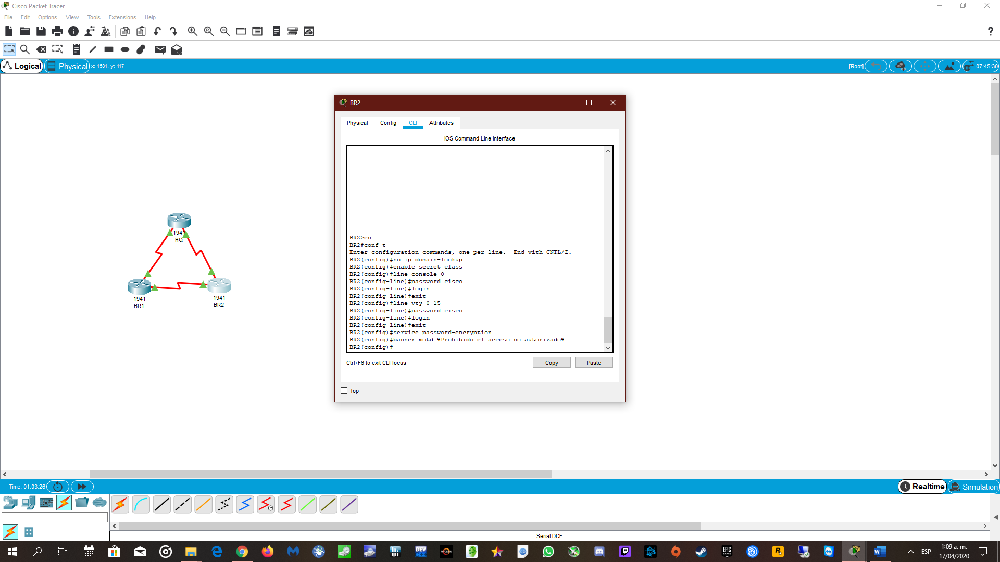 Cisco Packet Tracer
File Edit Options View Tools Extensions Help
Logical Physical x: 1581, y: 117 [Root] 07:45:30
BR2
Physical Config CLI Attributes
IOS Command Line Interface
BR2>en
BR2#conf t
Enter configuration commands, one per line.  End with CNTL/Z.
BR2(config)#no ip domain-lookup
BR2(config)#enable secret class
BR2(config)#line console 0
BR2(config-line)#password cisco
BR2(config-line)#login
BR2(config-line)#exit
BR2(config)#line vty 0 15
BR2(config-line)#password cisco
BR2(config-line)#login
BR2(config-line)#exit
BR2(config)#service password-encryption
BR2(config)#banner motd %Prohibido el acceso no autorizado%
BR2(config)#
Ctrl+F6 to exit CLI focus Copy Paste
Top
1941
HQ
1941
BR1
1941
BR2
Time: 01:03:26 Realtime Simulation
Serial DCE
DEV
RYZEN
EPIC
GAMES
ESP
1:09 a. m.
17/04/2020